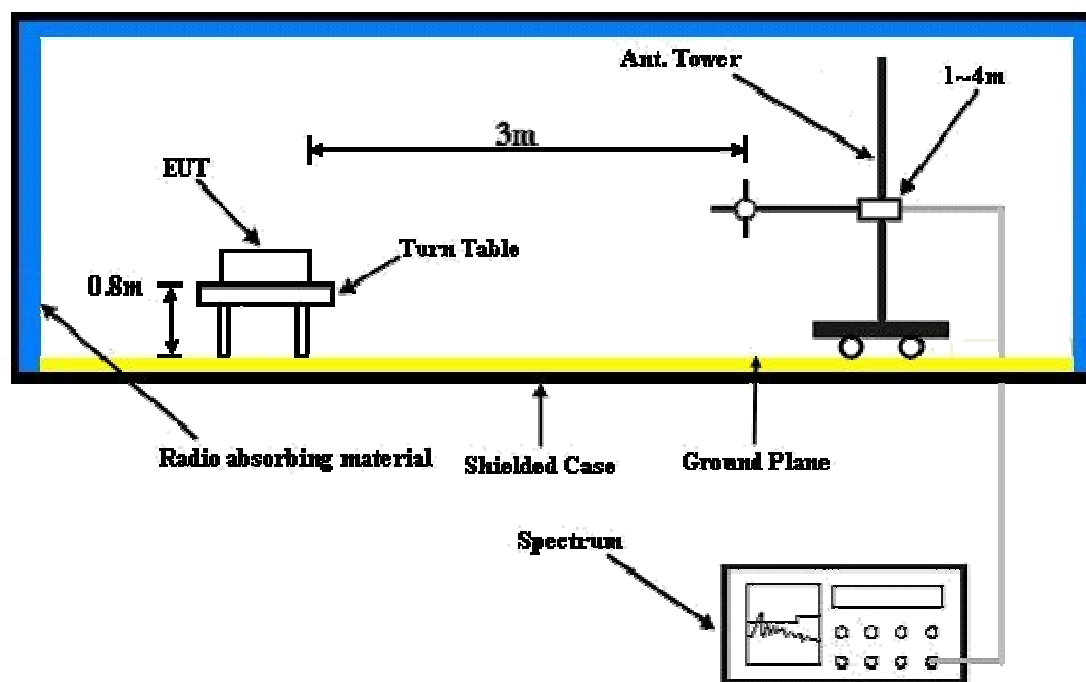 Ant. Tower
1~4m
3m
EUT
Turn Table
0.8m
Radio absorbing material
Shielded Case
Ground Plane
Spectrum